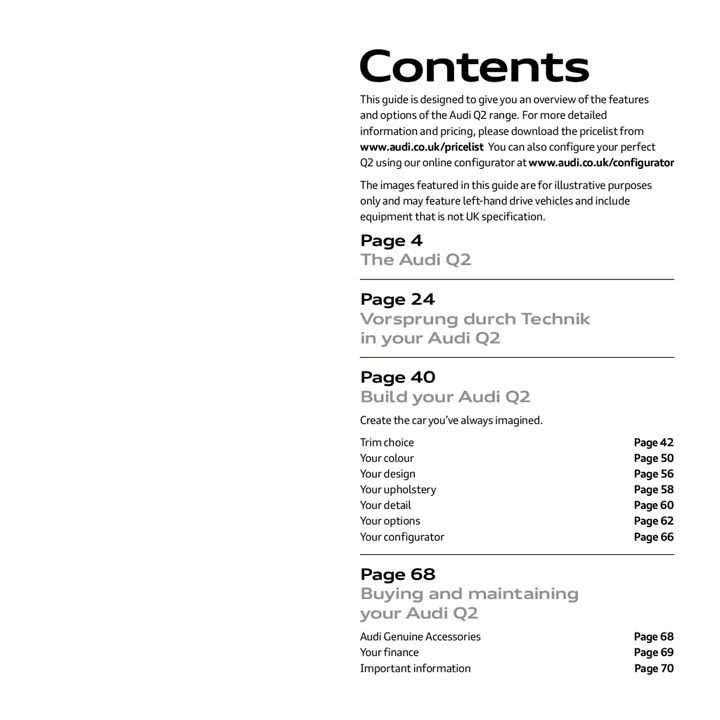 Contents
This guide is designed to give you an overview of the features
and options of the Audi Q2 range. For more detailed
information and pricing, please download the pricelist from
www.audi.co.uk/pricelist You can also configure your perfect
Q2 using our online configurator at www.audi.co.uk/configurator
The images featured in this guide are for illustrative purposes
only and may feature left-hand drive vehicles and include
equipment that is not UK specification.
Page 4
The Audi Q2
Page 24
Vorsprung durch Technik
in your Audi Q2
Page 40
Build your Audi Q2
Create the car you’ve always imagined.
Trim choice Page 42
Your colour Page 50
Your design Page 56
Your upholstery Page 58
Your detail Page 60
Your options Page 62
Your configurator Page 66
Page 68
Buying and maintaining
your Audi Q2
Audi Genuine Accessories Page 68
Your finance Page 69
Important information Page 70